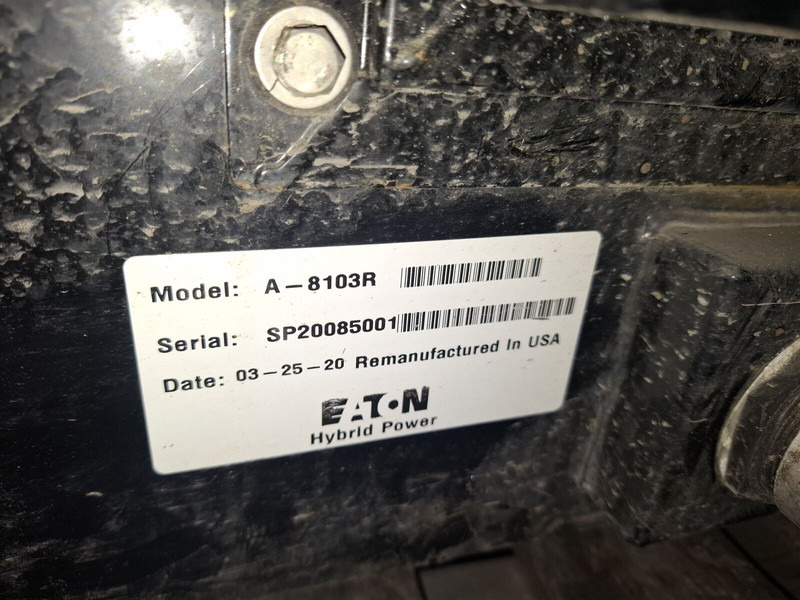 Model: A-8103R
Serial: SP20085001
Date: 03-25-20 Remanufactured In USA
EATON
Hybrid Power